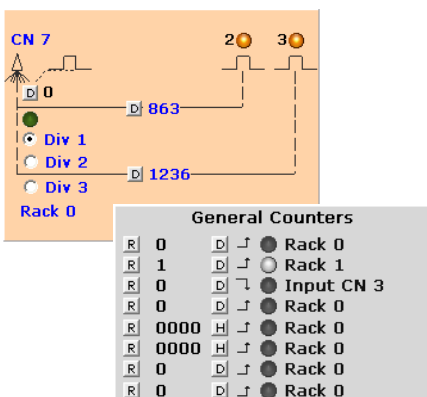 CN 7 2 3
D 0
D 863
Div 1
Div 2
D 1236
Div 3
Rack 0
General Counters
R 0 D Rack 0
R 1 D Rack 1
R 0 D Input CN 3
R 0 D Rack 0
R 0000 H Rack 0
R 0000 H Rack 0
R 0 D Rack 0
R 0 D Rack 0